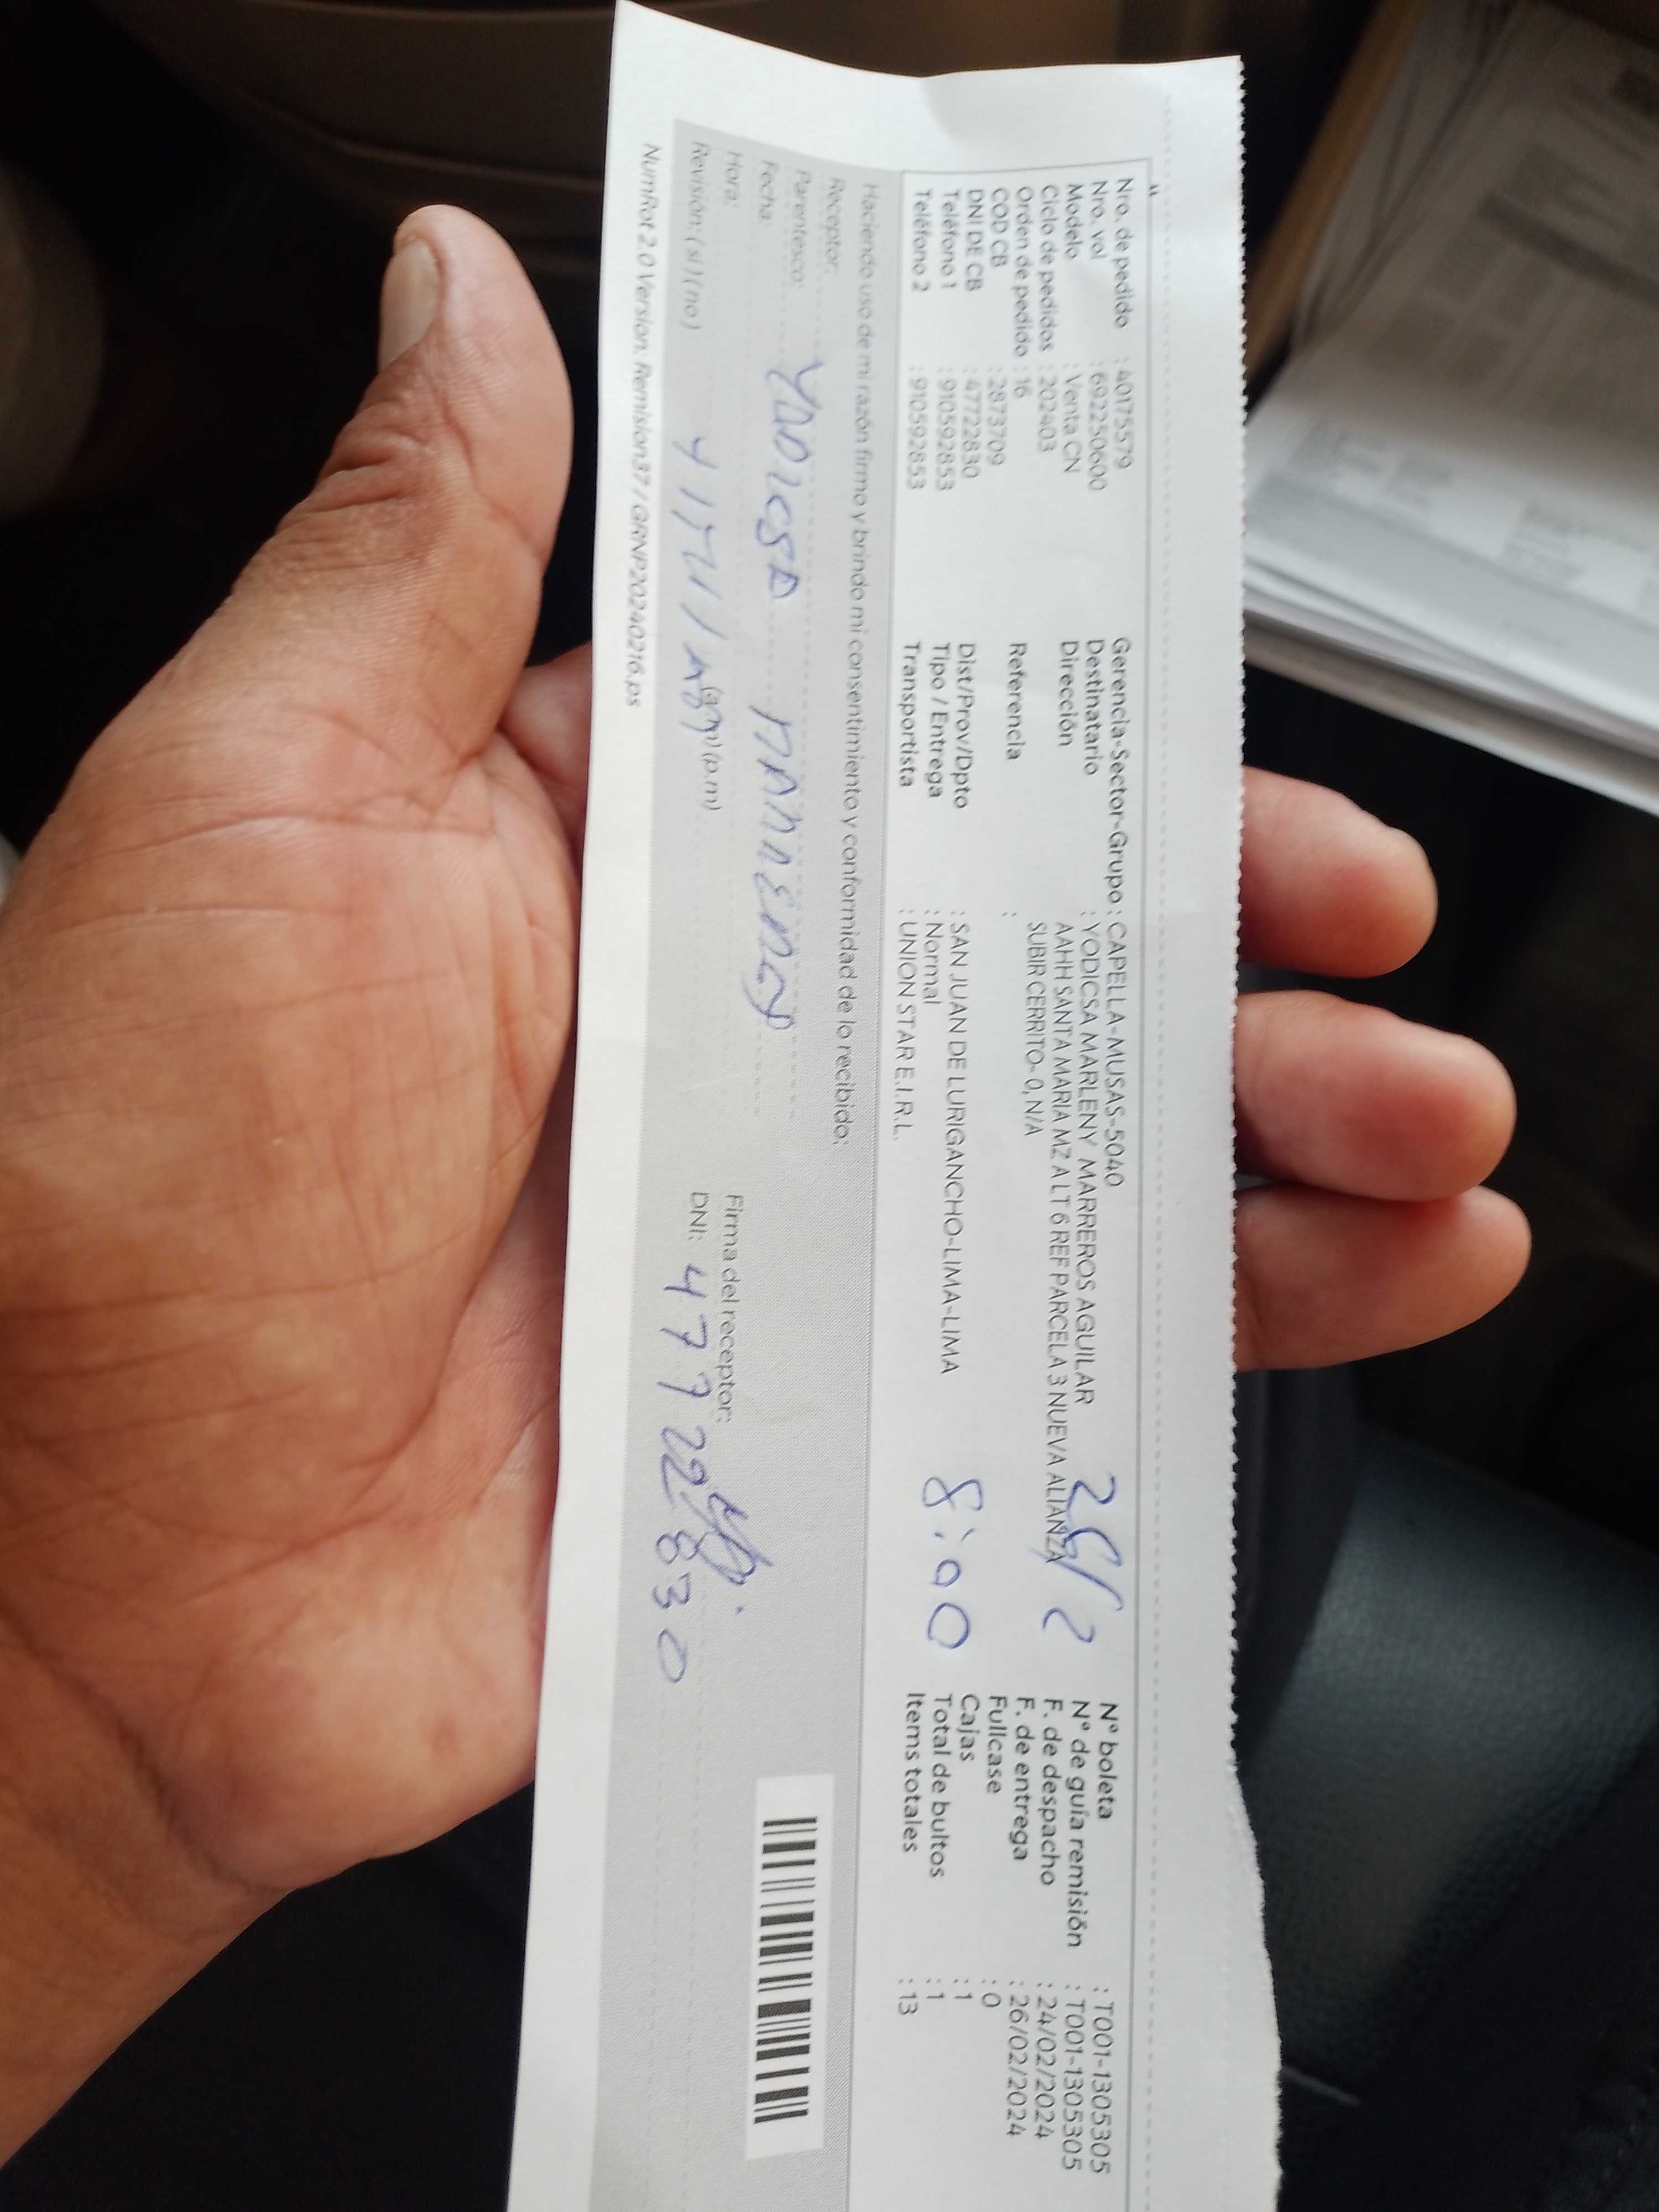 Nro. de pedido : 40175579
Nro. vol : 692250600
Modelo : Venta CN
Ciclo de pedidos : 202403
Orden de pedido : 16
COD CB : 2873709
DNI DE CB : 47722830
Teléfono 1 : 910592853
Teléfono 2 : 910592853
Gerencia-Sector-Grupo : CAPELLA-MUSAS-5040
Destinatario : YODICSA MARLENY MARREROS AGUILAR
Dirección AAHH SANTA MARIA MZ A LT 6 REF PARCELA 3 NUEVA ALIANZA
SUBIR CERRITO- 0, N/A
Referencia :
Dist/Prov/Dpto : SAN JUAN DE LURIGANCHO-LIMA-LIMA
Tipo / Entrega : Normal
Transportista : UNION STAR E.I.R.L.
26/2
8:00
N° boleta : T001-1305305
N° de guía remisión : T001-1305305
F. de despacho : 24/02/2024
F. de entrega : 26/02/2024
Fullcase : 0
Cajas : 1
Total de bultos : 1
Items totales : 13
Haciendo uso de mi razón firmo y brindo mi consentimiento y conformidad de lo recibido:
Receptor:
Parentesco:
Fecha:
Hora: (a.m) (p.m)
Revisión: ( si ) ( no )
Firma del receptor:
DNI: 47722830
NumRot 2.0 Version: Remision37 / GRNP20240216.ps